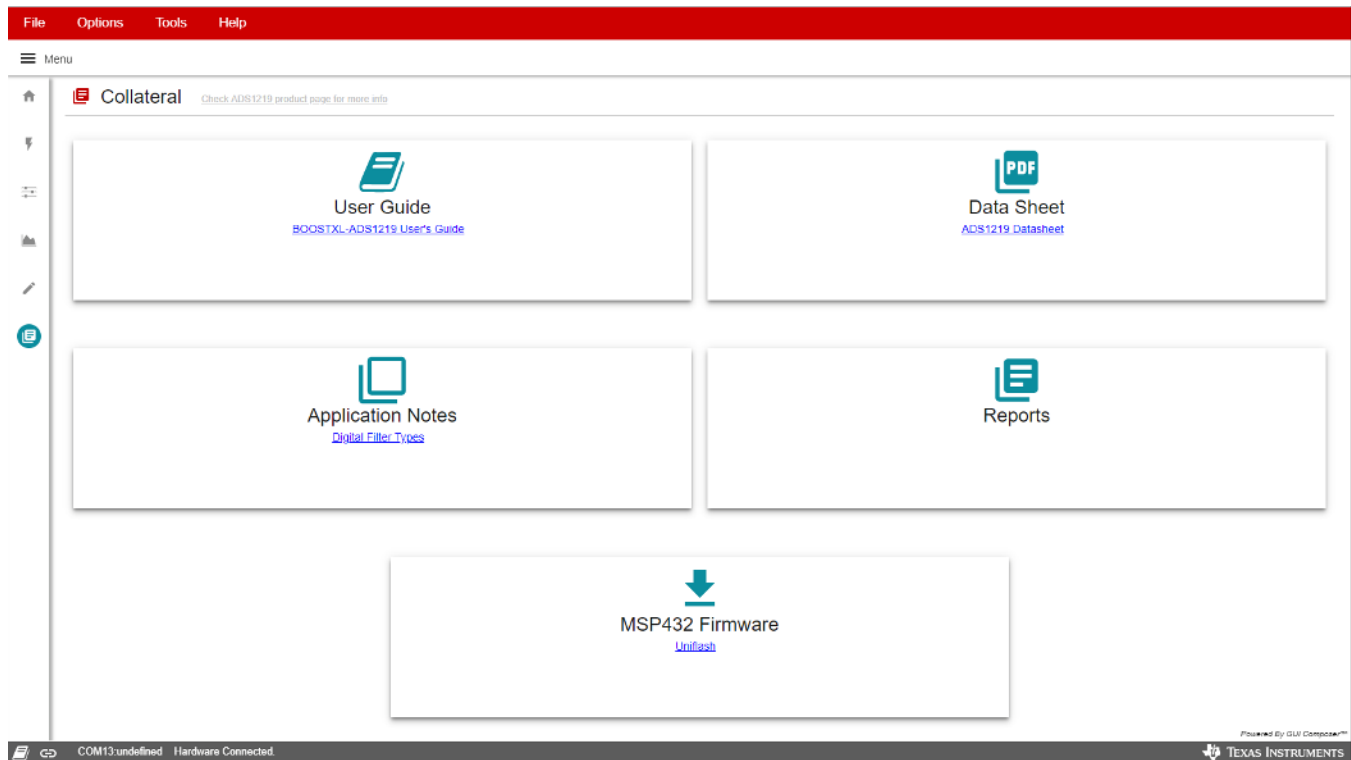 File Options Tools Help
Menu
Collateral Check ADS1219 product page for more info
User Guide
BOOSTXL-ADS1219 User's Guide
PDF
Data Sheet
ADS1219 Datasheet
Application Notes
Digital Filter Types
Reports
MSP432 Firmware
Uniflash
Powered By GUI Composer™
COM13:undefined Hardware Connected.
TEXAS INSTRUMENTS